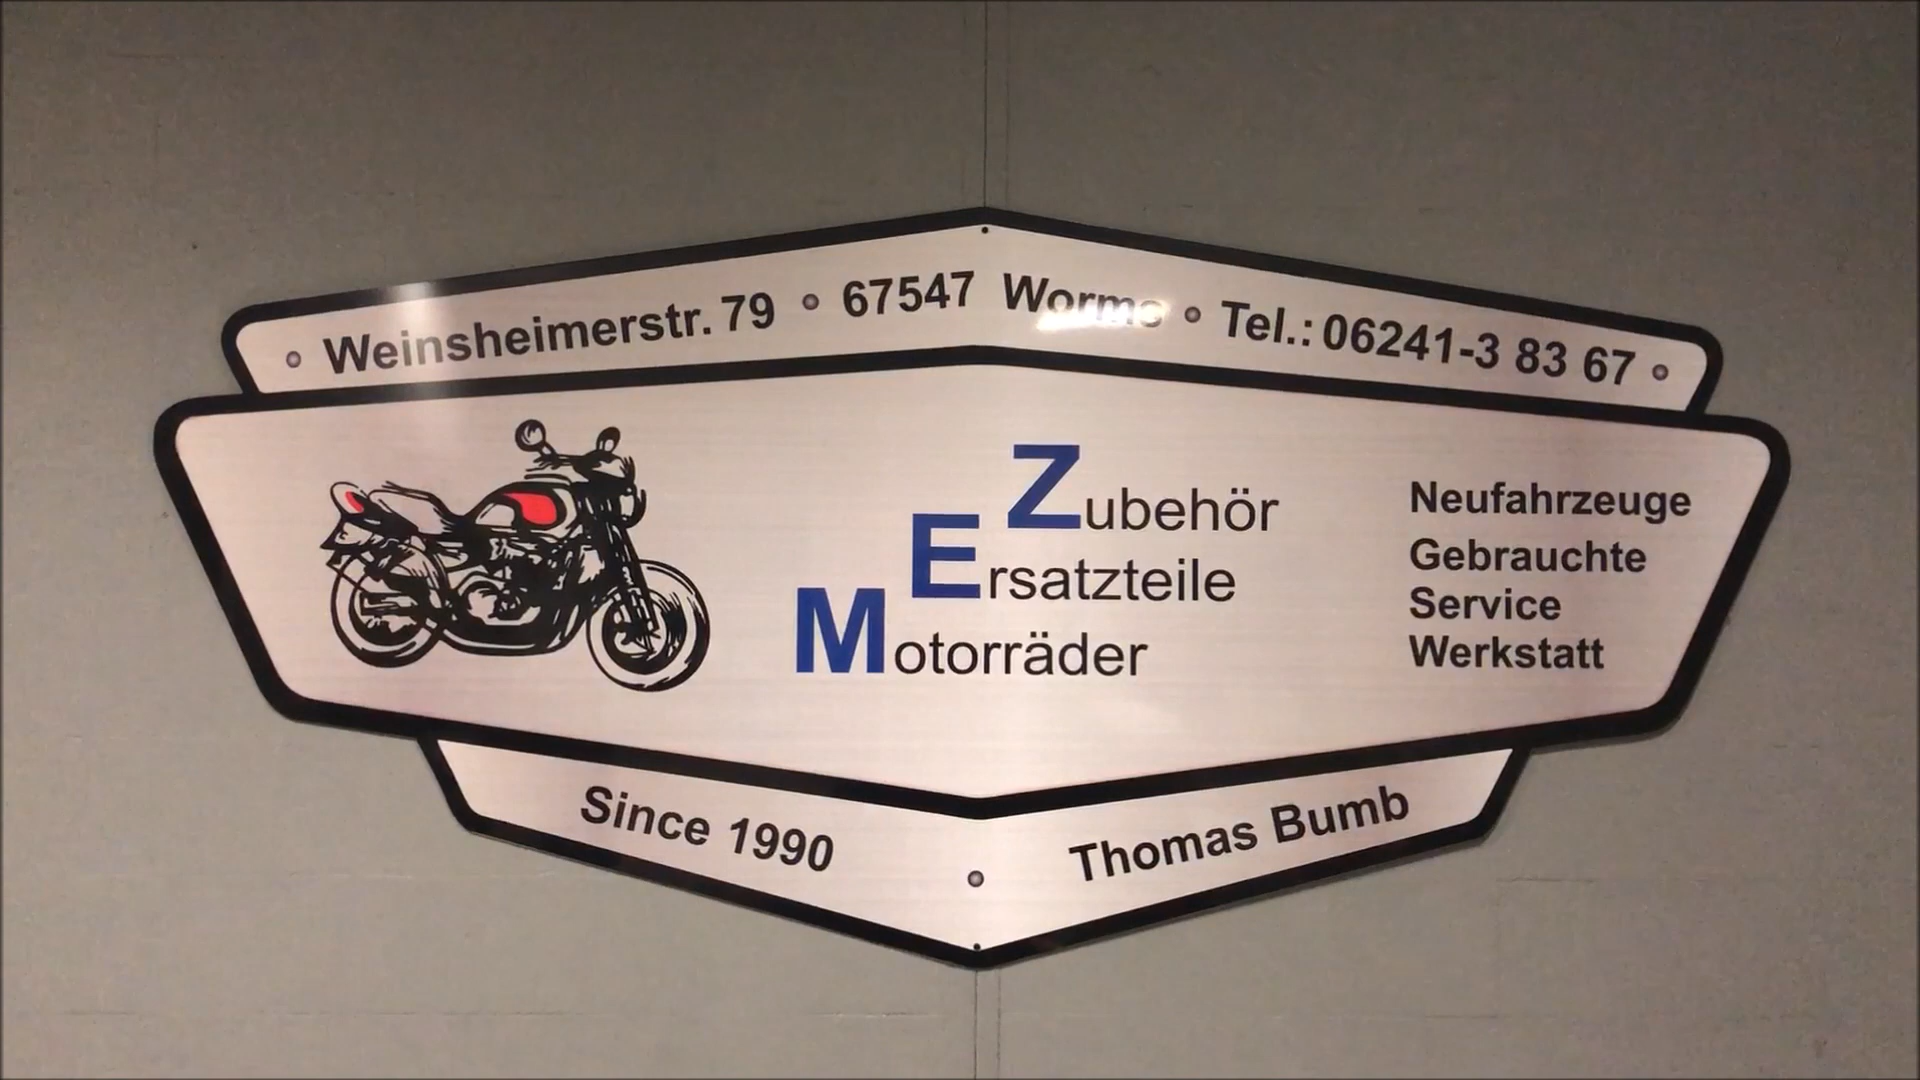 Weinsheimerstr. 79 • 67547 Worms • Tel.: 06241-3 83 67
Zubehör
Ersatzteile
Motorräder
Neufahrzeuge
Gebrauchte
Service
Werkstatt
Since 1990 • Thomas Bumb